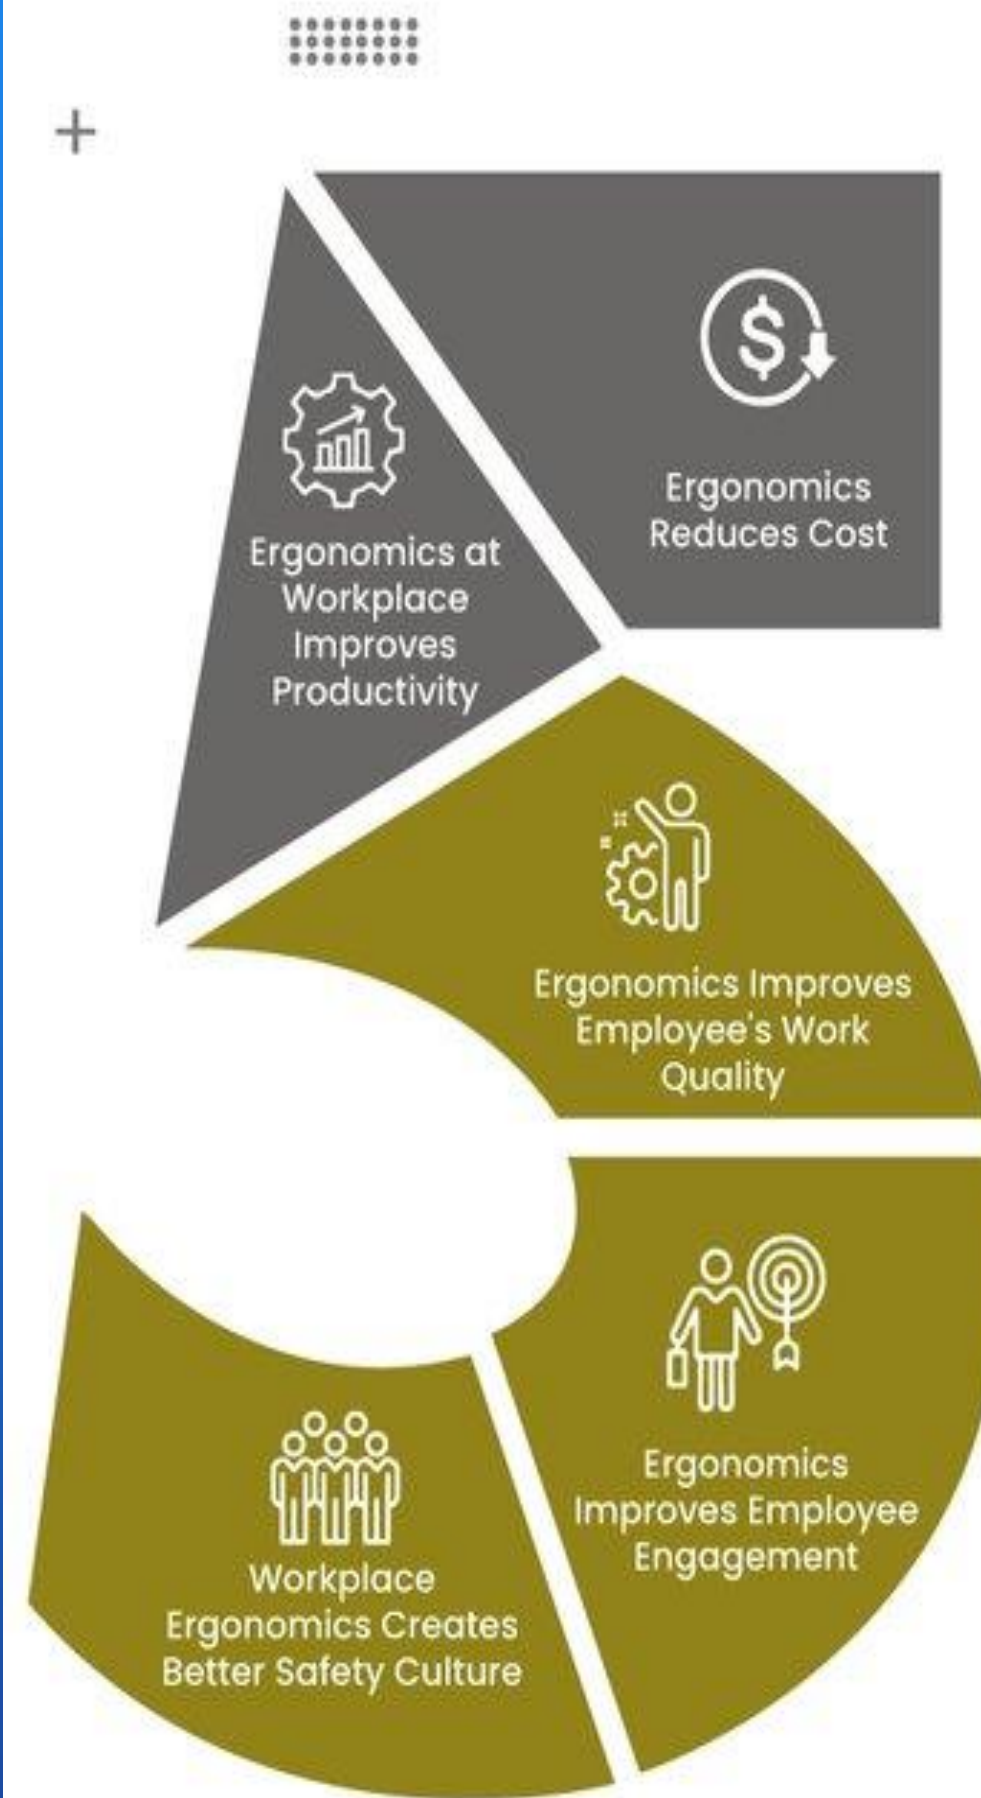 Ergonomics
Reduces Cost
Ergonomics at
Workplace
Improves
Productivity
Ergonomics Improves
Employee's Work
Quality
Ergonomics
Improves Employee
Engagement
Workplace
Ergonomics Creates
Better Safety Culture